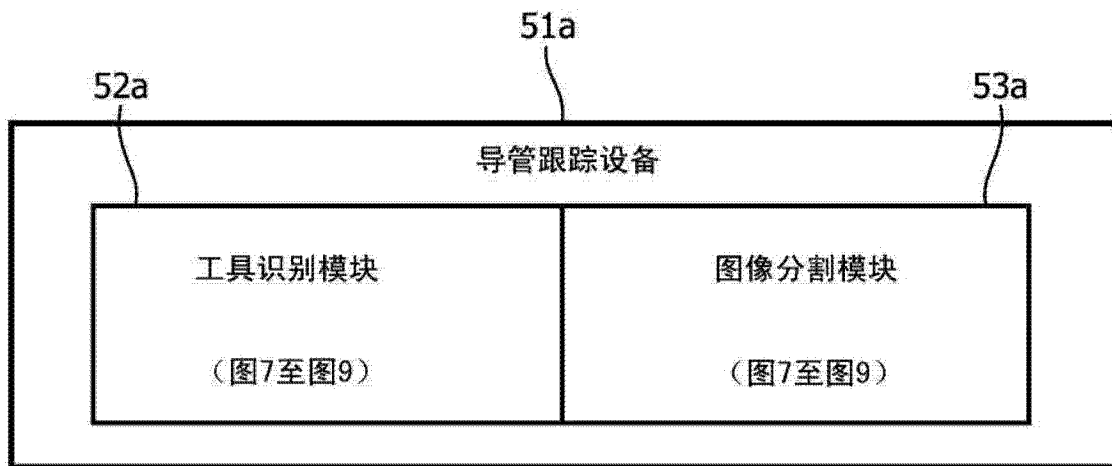 51a
52a
53a
导管跟踪设备
工具识别模块
图像分割模块
（图7至图9）
（图7至图9）